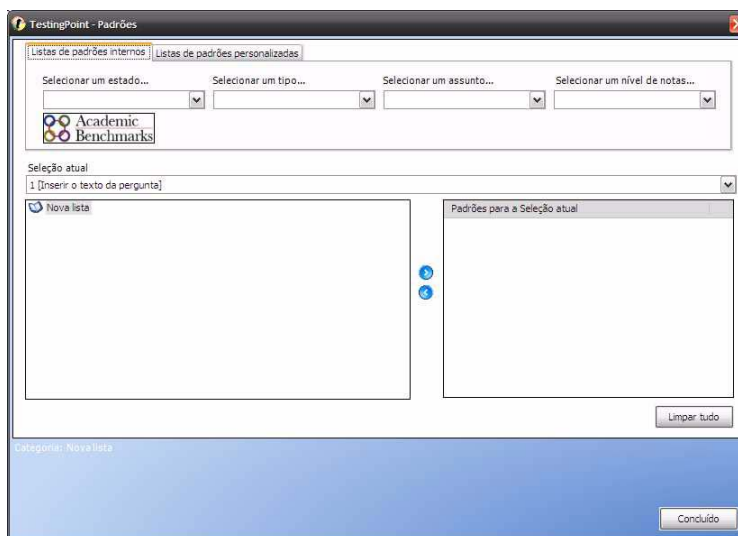 TestingPoint - Padrões
Listas de padrões internos Listas de padrões personalizadas
Selecionar um estado... Selecionar um tipo... Selecionar um assunto... Selecionar um nível de notas...
Academic
Benchmarks
Seleção atual
1 [Inserir o texto da pergunta]
Nova lista Padrões para a Seleção atual
Limpar tudo
Categoria: Nova lista
Concluído